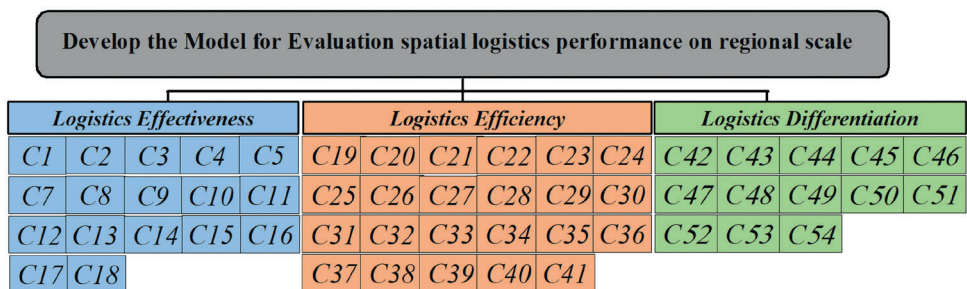 Develop the Model for Evaluation spatial logistics performance on regional scale
Logistics Effectiveness
C1 C2 C3 C4 C5
C7 C8 C9 C10 C11
C12 C13 C14 C15 C16
C17 C18
Logistics Efficiency
C19 C20 C21 C22 C23 C24
C25 C26 C27 C28 C29 C30
C31 C32 C33 C34 C35 C36
C37 C38 C39 C40 C41
Logistics Differentiation
C42 C43 C44 C45 C46
C47 C48 C49 C50 C51
C52 C53 C54